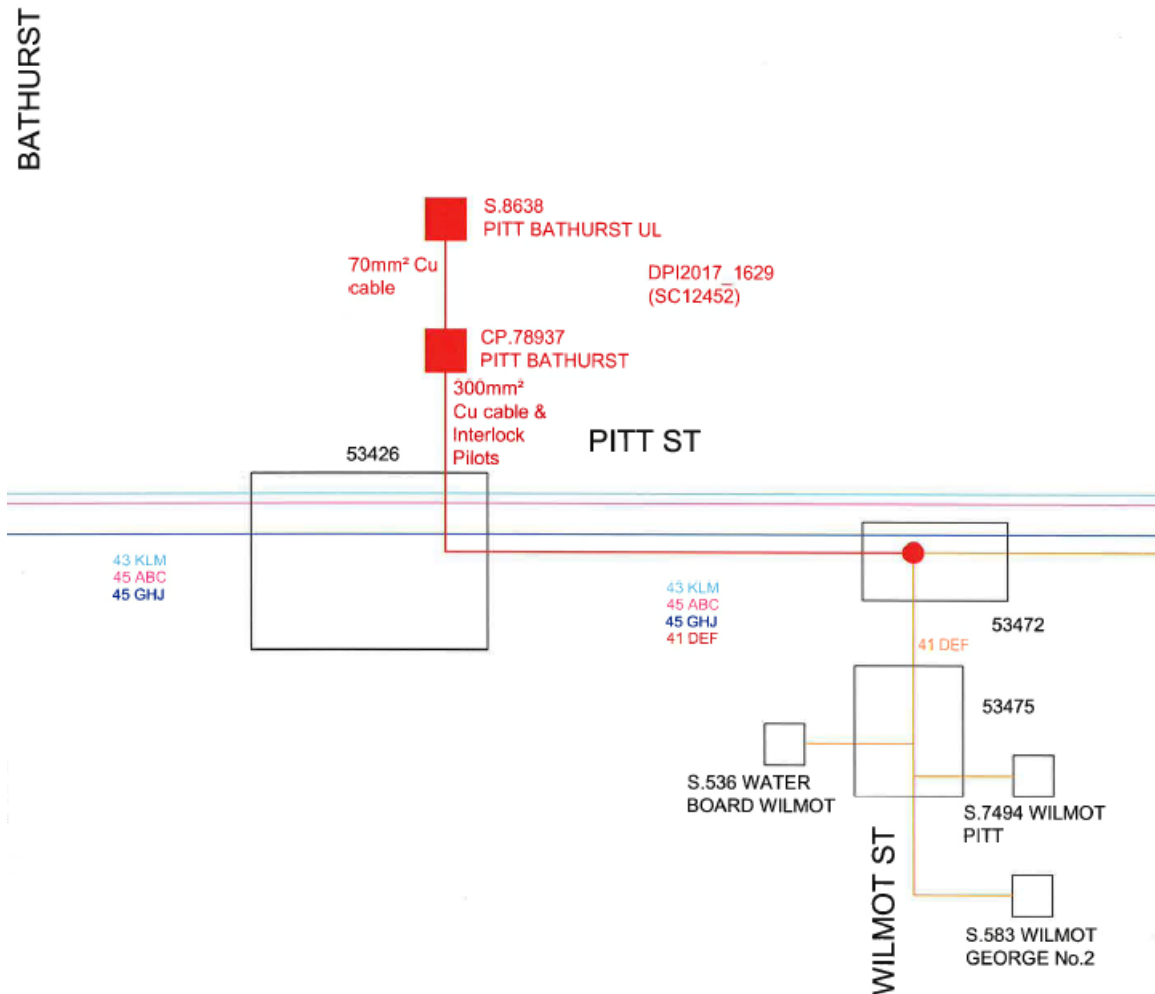 BATHURST
S.8638
PITT BATHURST UL
70mm² Cu
cable
DPI2017_1629
(SC12452)
CP.78937
PITT BATHURST
300mm²
Cu cable &
Interlock
Pilots
PITT ST
53426
43 KLM
45 ABC
45 GHJ
43 KLM
45 ABC
45 GHJ
41 DEF
53472
41 DEF
53475
S.536 WATER
BOARD WILMOT
S.7494 WILMOT
PITT
WILMOT ST
S.583 WILMOT
GEORGE No.2